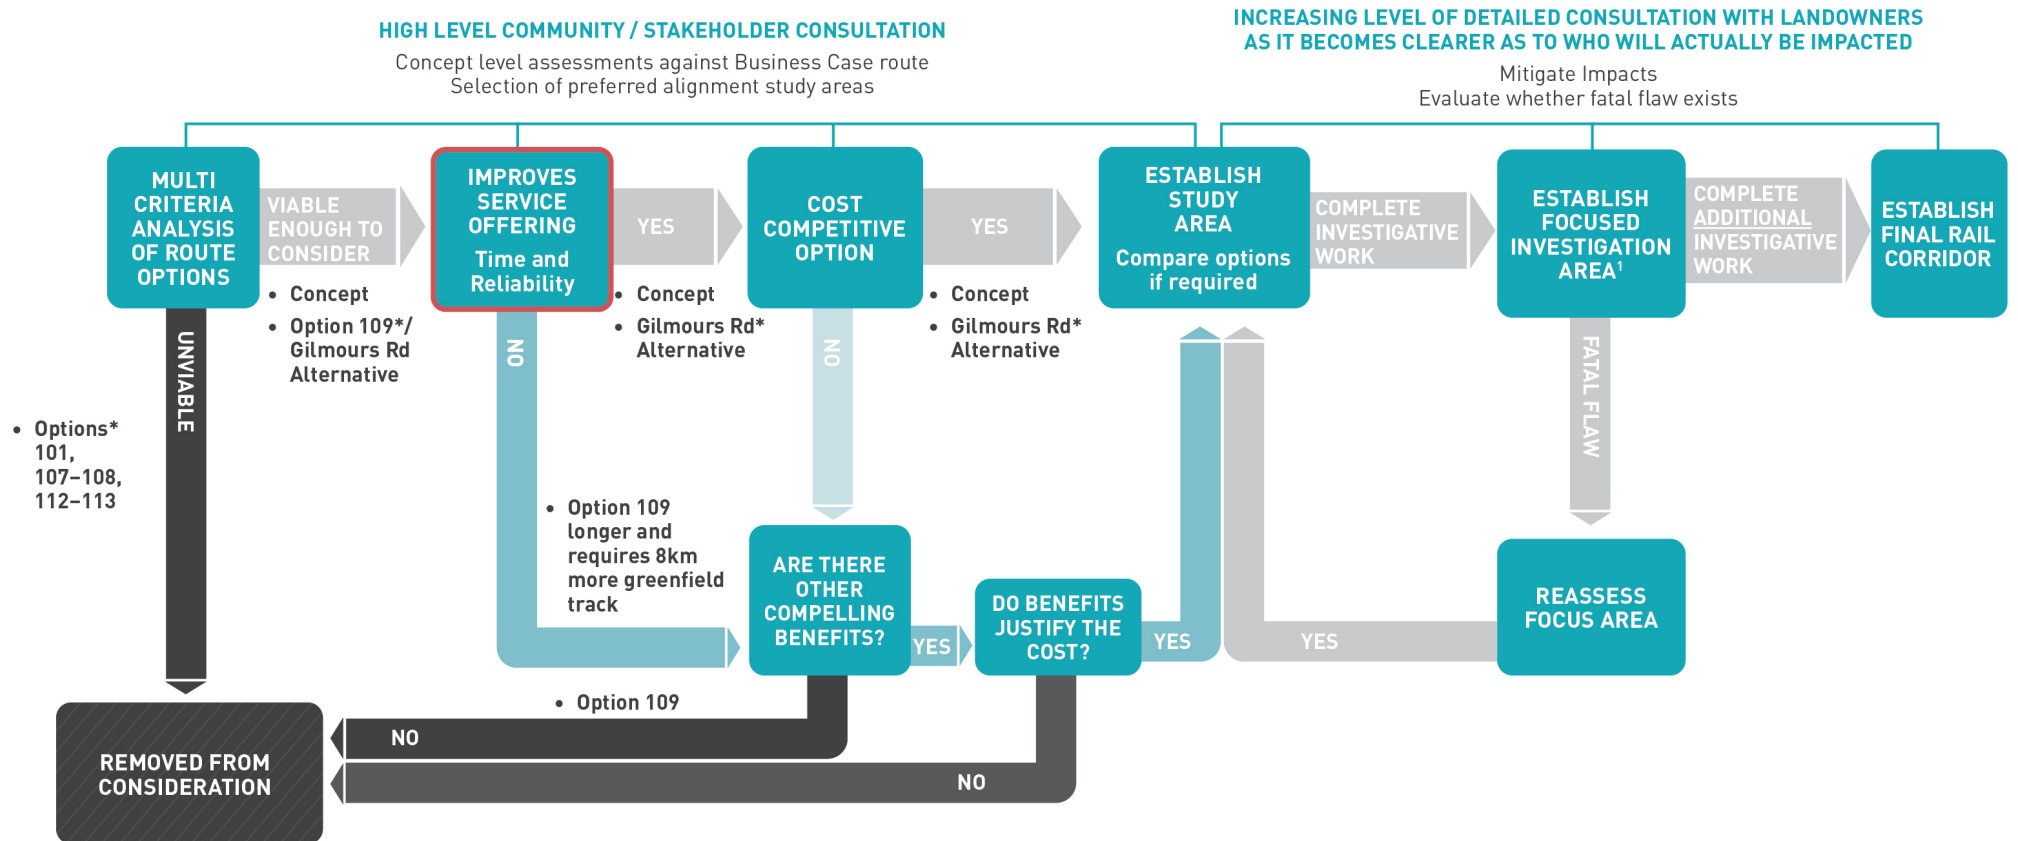 HIGH LEVEL COMMUNITY / STAKEHOLDER CONSULTATION
Concept level assessments against Business Case route
Selection of preferred alignment study areas
INCREASING LEVEL OF DETAILED CONSULTATION WITH LANDOWNERS
AS IT BECOMES CLEARER AS TO WHO WILL ACTUALLY BE IMPACTED
Mitigate Impacts
Evaluate whether fatal flaw exists
MULTI
CRITERIA
ANALYSIS
OF ROUTE
OPTIONS
VIABLE
ENOUGH TO
CONSIDER
• Concept
• Option 109*/
Gilmours Rd
Alternative
IMPROVES
SERVICE
OFFERING
Time and
Reliability
YES
• Concept
• Gilmours Rd*
Alternative
COST
COMPETITIVE
OPTION
YES
• Concept
• Gilmours Rd*
Alternative
ESTABLISH
STUDY
AREA
Compare options
if required
COMPLETE
INVESTIGATIVE
WORK
ESTABLISH
FOCUSED
INVESTIGATION
AREA¹
COMPLETE
ADDITIONAL
INVESTIGATIVE
WORK
ESTABLISH
FINAL RAIL
CORRIDOR
UNVIABLE
• Options*
101,
107–108,
112–113
NO
• Option 109
longer and
requires 8km
more greenfield
track
NO
ARE THERE
OTHER
COMPELLING
BENEFITS?
YES
DO BENEFITS
JUSTIFY THE
COST?
YES
YES
FATAL FLAW
REASSESS
FOCUS AREA
• Option 109
NO
NO
REMOVED FROM
CONSIDERATION